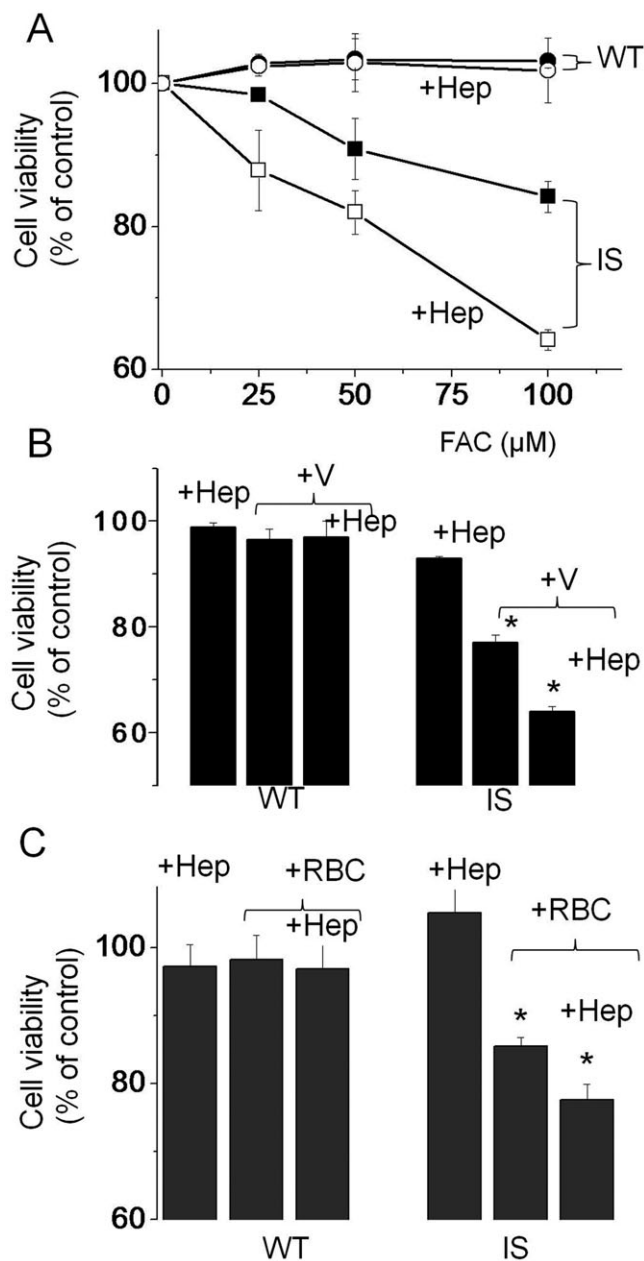 A
100
80
60
Cell viability
(% of control)
WT
+Hep
IS
+Hep
0 25 50 75 100
FAC (µM)
B
100
80
60
Cell viability
(% of control)
+V
+Hep +Hep
+Hep
+V
*
* +Hep
WT IS
C
100
80
60
Cell viability
(% of control)
+Hep +RBC
+Hep
+Hep
+RBC
* +Hep
*
WT IS